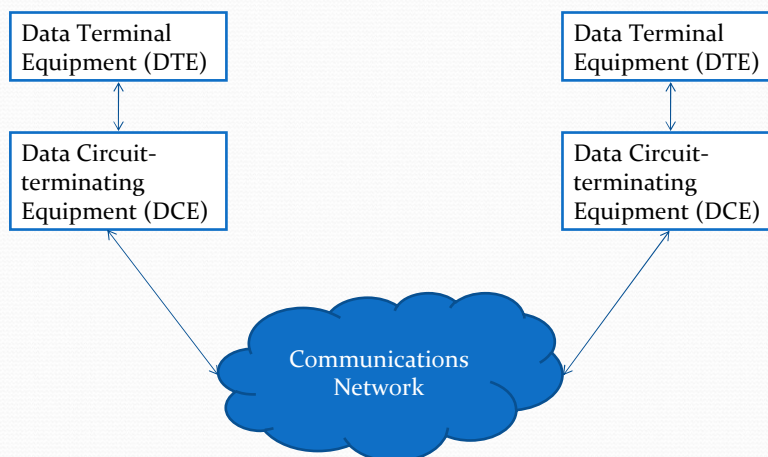 Data Terminal
Equipment (DTE)
Data Terminal
Equipment (DTE)
Data Circuit-
terminating
Equipment (DCE)
Data Circuit-
terminating
Equipment (DCE)
Communications
Network